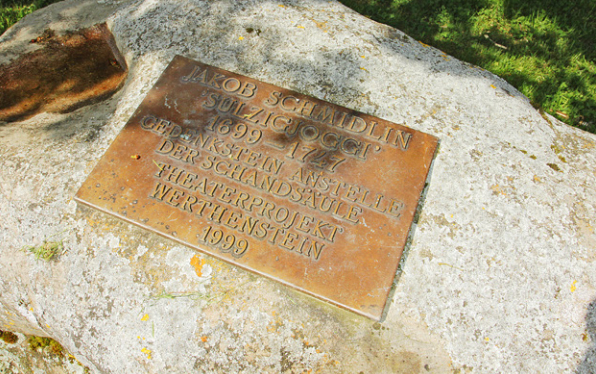 JAKOB SCHMIDLIN
SULZIGJOGGI
1699-1747
GEDENKSTEIN ANSTELLE
DER SCHANDSÄULE
THEATERPROJEKT
WERTHENSTEIN
1999